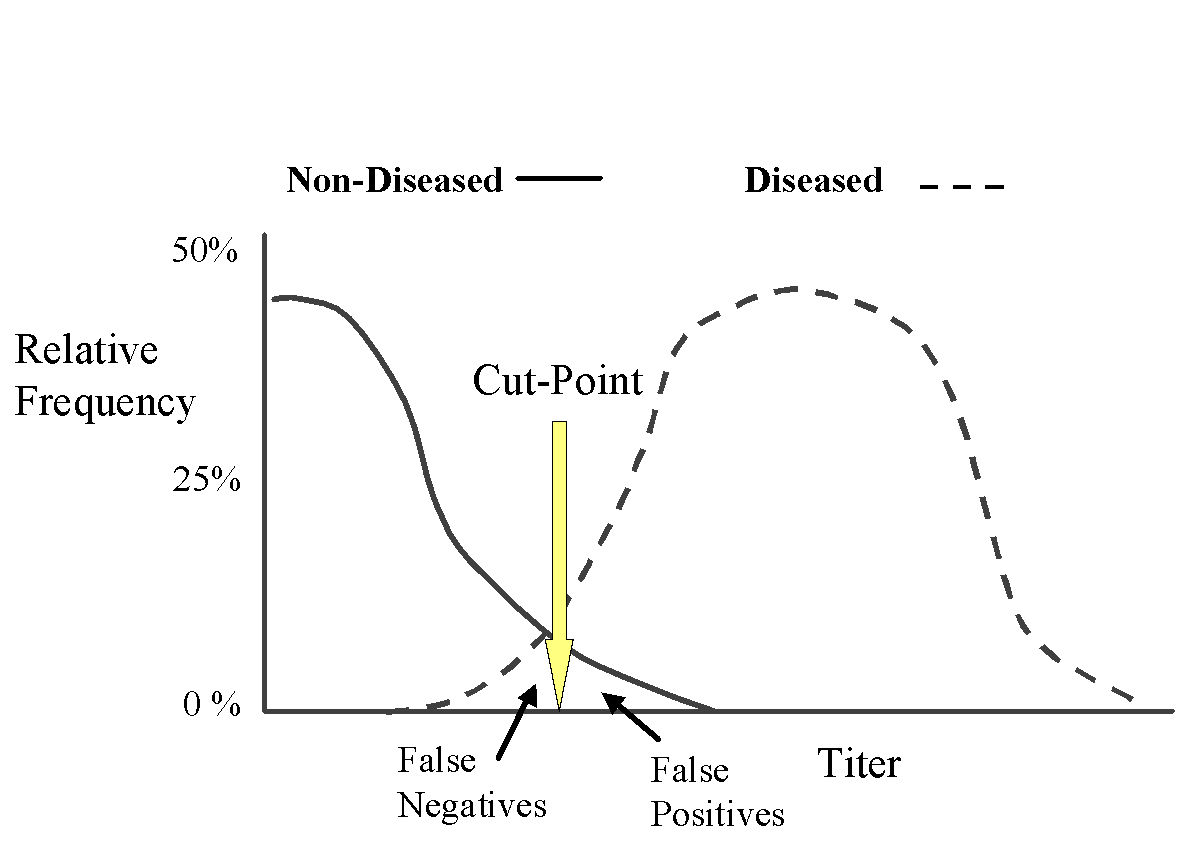 Non-Diseased
Diseased
50%
Relative
Frequency
Cut-Point
25%
0 %
False
Negatives
False
Positives
Titer